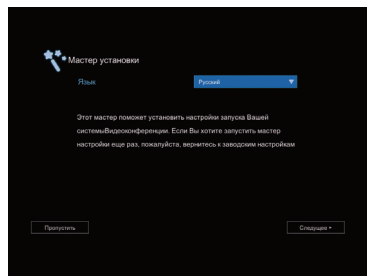 Мастер установки
Язык
Русский
Этот мастер поможет установить настройки запуска Вашей
системыВидеоконференции. Если Вы хотите запустить мастер
настройки еще раз, пожалуйста, вернитесь к заводским настройкам
Пропустить
Следущее